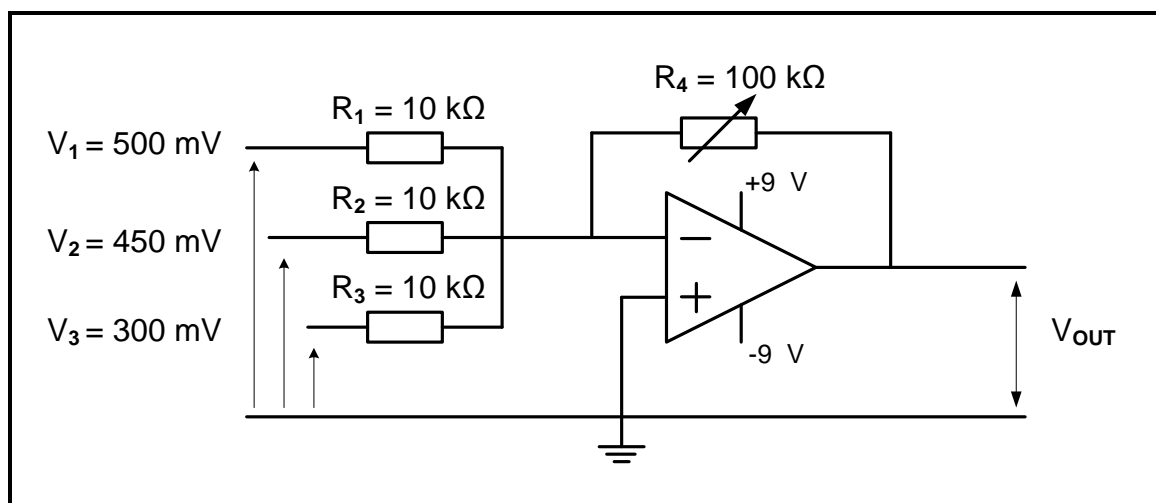 R4 = 100 kΩ
R1 = 10 kΩ
V1 = 500 mV
+9 V
R2 = 10 kΩ
V2 = 450 mV
−
R3 = 10 kΩ
+
V3 = 300 mV
-9 V
VOUT